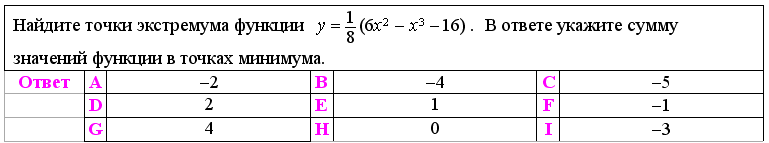 Найдите точки экстремума функции y = 1/8 (6x² − x³ − 16). В ответе укажите сумму
значений функции в точках минимума.
Ответ A −2 B −4 C −5
D 2 E 1 F −1
G 4 H 0 I −3